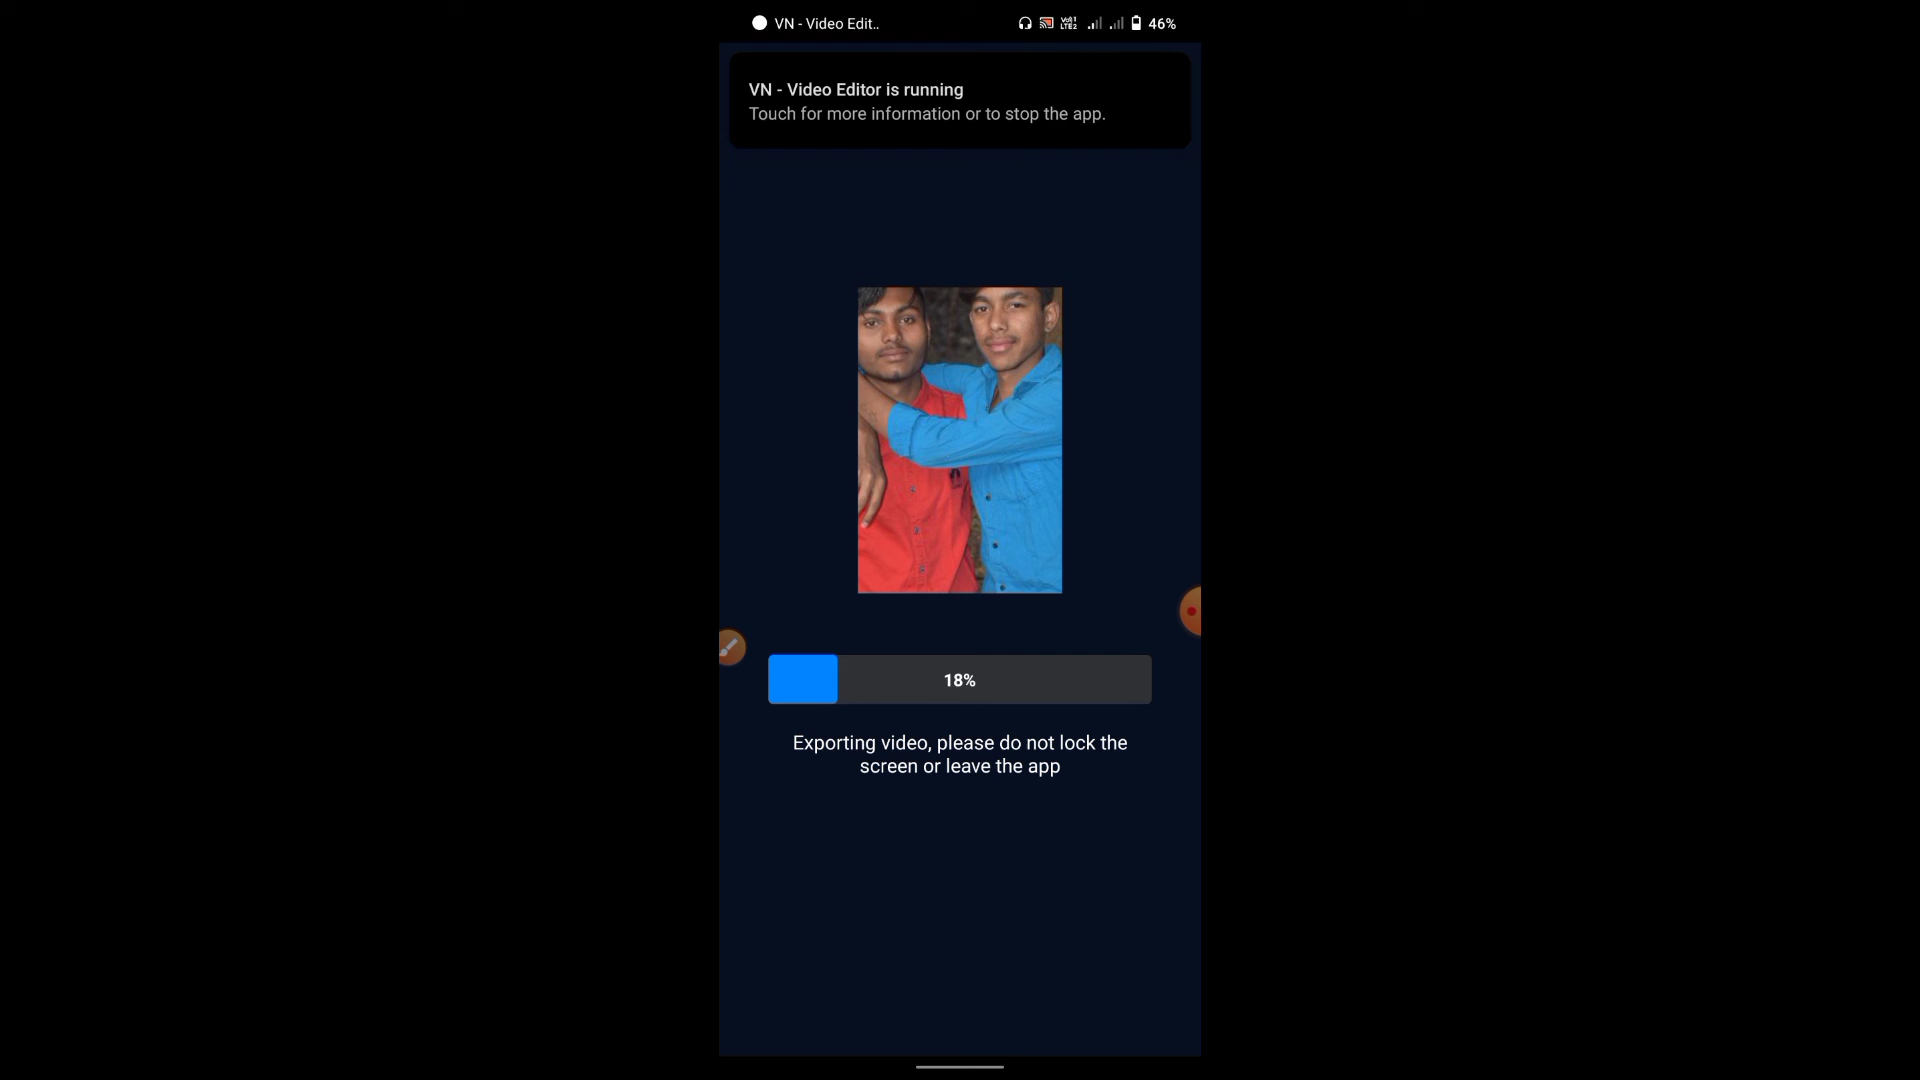 VN - Video Edit..
46%
VN - Video Editor is running
Touch for more information or to stop the app.
18%
Exporting video, please do not lock the
screen or leave the app